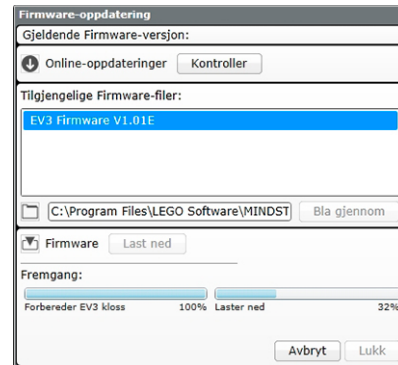 Firmware-oppdatering
Gjeldende Firmware-versjon:
Online-oppdateringer Kontroller
Tilgjengelige Firmware-filer:
EV3 Firmware V1.01E
C:\Program Files\LEGO Software\MINDST Bla gjennom
Firmware Last ned
Fremgang:
Forbereder EV3 kloss 100% Laster ned 32%
Avbryt Lukk